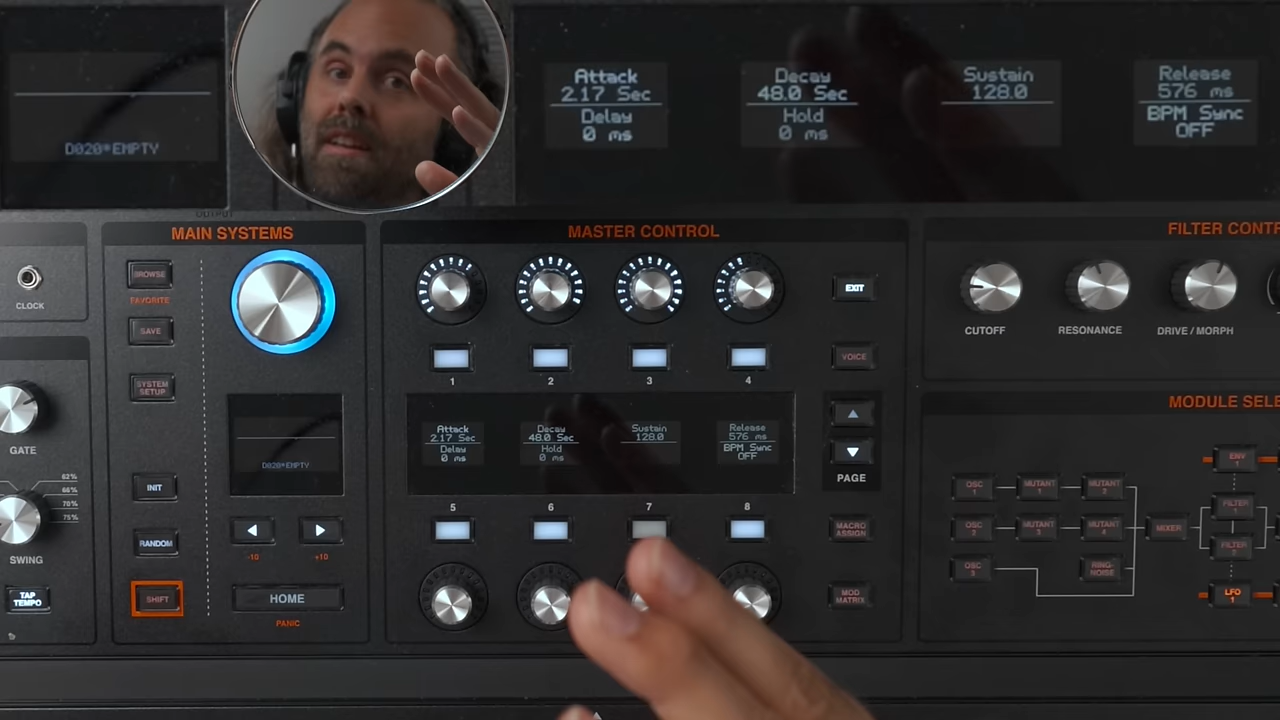 Attack
2.17 Sec
Delay
0 ms
Decay
48.0 Sec
Hold
0 ms
Sustain
128.0
Release
576 ms
BPM Sync
OFF
D020*EMPTY
OUTPUT
MAIN SYSTEMS
MASTER CONTROL
FILTER CONTR
CLOCK
BROWSE
FAVORITE
SAVE
SYSTEM
SETUP
EXIT
VOICE
CUTOFF
RESONANCE
DRIVE / MORPH
1
2
3
4
Attack
2.17 Sec
Delay
0 ms
Decay
48.0 Sec
Hold
0 ms
Sustain
128.0
Release
576 ms
BPM Sync
OFF
D020*EMPTY
PAGE
MODULE SELE
GATE
62%
66%
70%
75%
SWING
TAP
TEMPO
INIT
RANDOM
SHIFT
-10
+10
HOME
PANIC
5
6
7
8
MACRO
ASSIGN
MOD
MATRIX
OSC
1
MUTANT
1
MUTANT
2
OSC
2
MUTANT
3
MUTANT
4
MIXER
OSC
3
RING-
NOISE
ENV
1
FILTER
1
FILTER
2
LFO
1